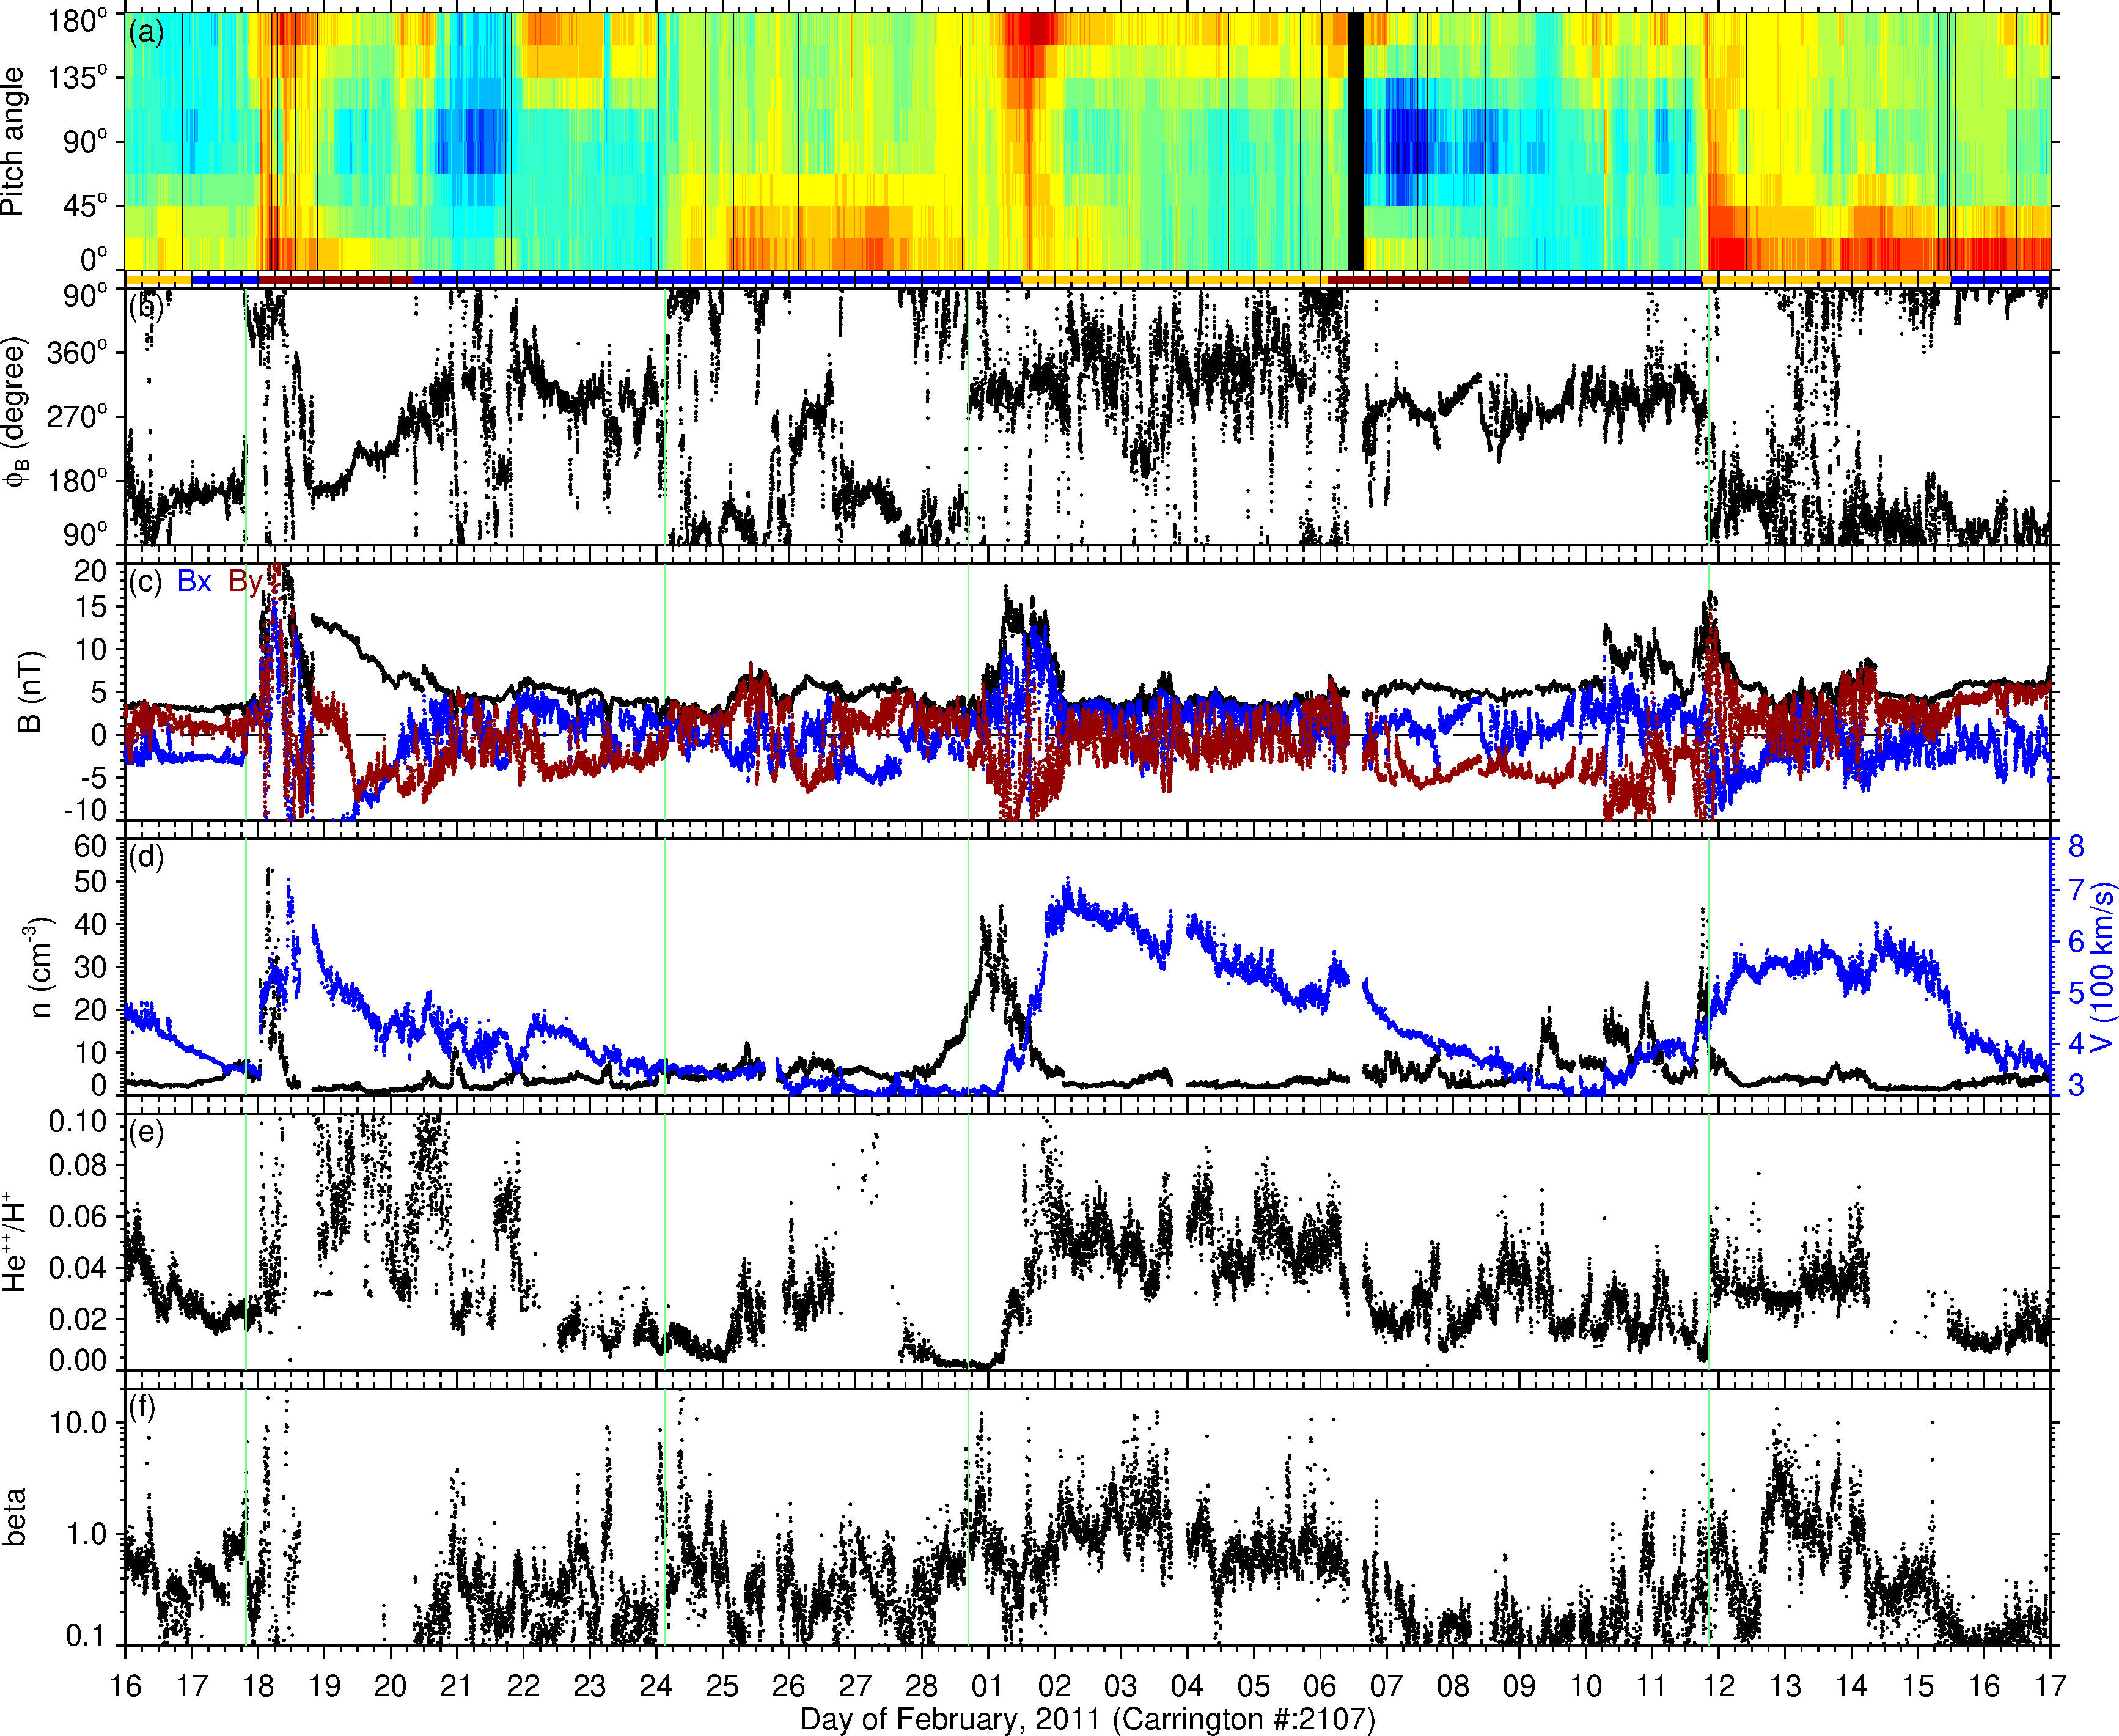 (a)
180°
135°
90°
45°
0°
Pitch angle
(b)
90°
360°
270°
180°
90°
ϕB (degree)
(c) Bx By
20
15
10
5
0
-5
-10
B (nT)
(d)
60
50
40
30
20
10
0
n (cm-3)
8
7
6
5
4
3
V (100 km/s)
(e)
0.10
0.08
0.06
0.04
0.02
0.00
He++/H+
(f)
10.0
1.0
0.1
beta
16 17 18 19 20 21 22 23 24 25 26 27 28 01 02 03 04 05 06 07 08 09 10 11 12 13 14 15 16 17
Day of February, 2011 (Carrington #:2107)